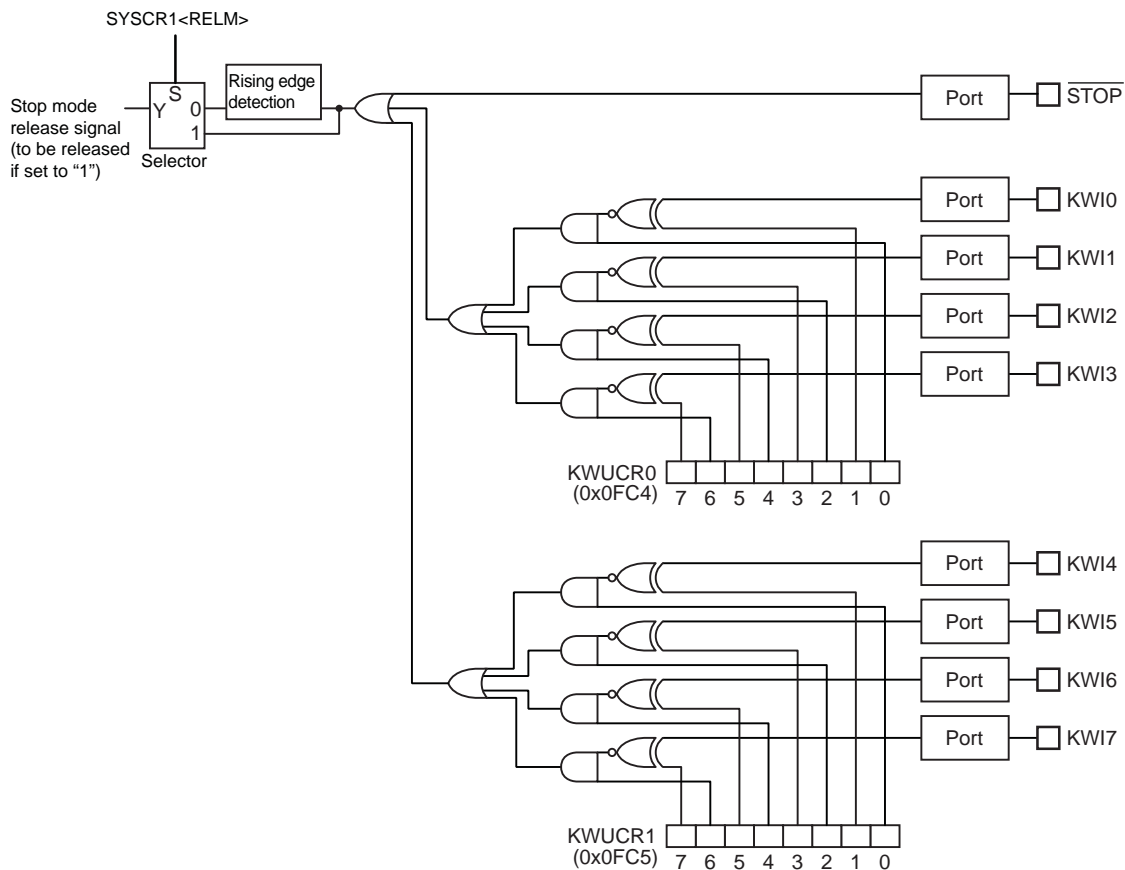 SYSCR1<RELM>
S
Y
0
1
Selector
Rising edge
detection
Stop mode
release signal
(to be released
if set to “1”)
Port
STOP
Port
KWI0
Port
KWI1
Port
KWI2
Port
KWI3
KWUCR0
(0x0FC4)
7 6 5 4 3 2 1 0
Port
KWI4
Port
KWI5
Port
KWI6
Port
KWI7
KWUCR1
(0x0FC5)
7 6 5 4 3 2 1 0